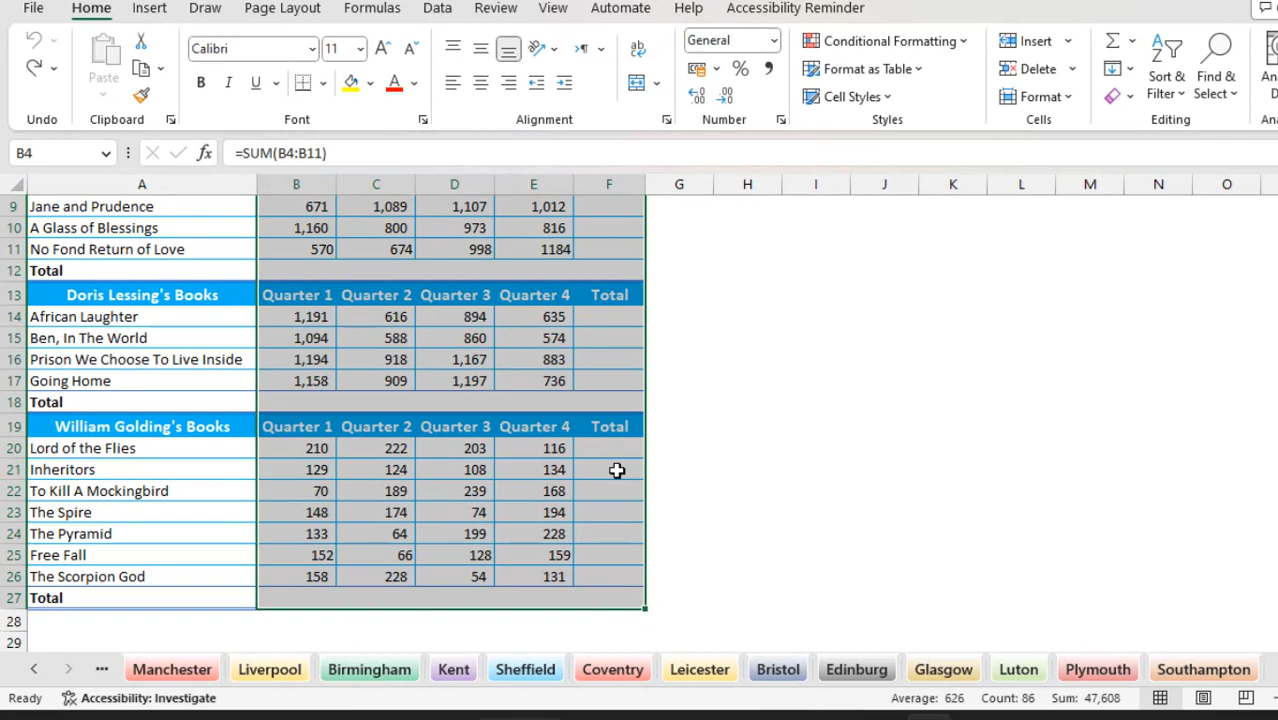 File Home Insert Draw Page Layout Formulas Data Review View Automate Help Accessibility Reminder
Calibri 11 General Conditional Formatting Insert
Paste Format as Table Delete Sort & Find &
B I U A Cell Styles Format Filter Select
Undo Clipboard Font Alignment Number Styles Cells Editing
B4 fx =SUM(B4:B11)
A B C D E F G H I J K L M N O
9 Jane and Prudence 671 1,089 1,107 1,012
10 A Glass of Blessings 1,160 800 973 816
11 No Fond Return of Love 570 674 998 1184
12 Total
13 Doris Lessing's Books Quarter 1 Quarter 2 Quarter 3 Quarter 4 Total
14 African Laughter 1,191 616 894 635
15 Ben, In The World 1,094 588 860 574
16 Prison We Choose To Live Inside 1,194 918 1,167 883
17 Going Home 1,158 909 1,197 736
18 Total
19 William Golding's Books Quarter 1 Quarter 2 Quarter 3 Quarter 4 Total
20 Lord of the Flies 210 222 203 116
21 Inheritors 129 124 108 134
22 To Kill A Mockingbird 70 189 239 168
23 The Spire 148 174 74 194
24 The Pyramid 133 64 199 228
25 Free Fall 152 66 128 159
26 The Scorpion God 158 228 54 131
27 Total
28
29
... Manchester Liverpool Birmingham Kent Sheffield Coventry Leicester Bristol Edinburg Glasgow Luton Plymouth Southampton
Ready Accessibility: Investigate Average: 626 Count: 86 Sum: 47,608